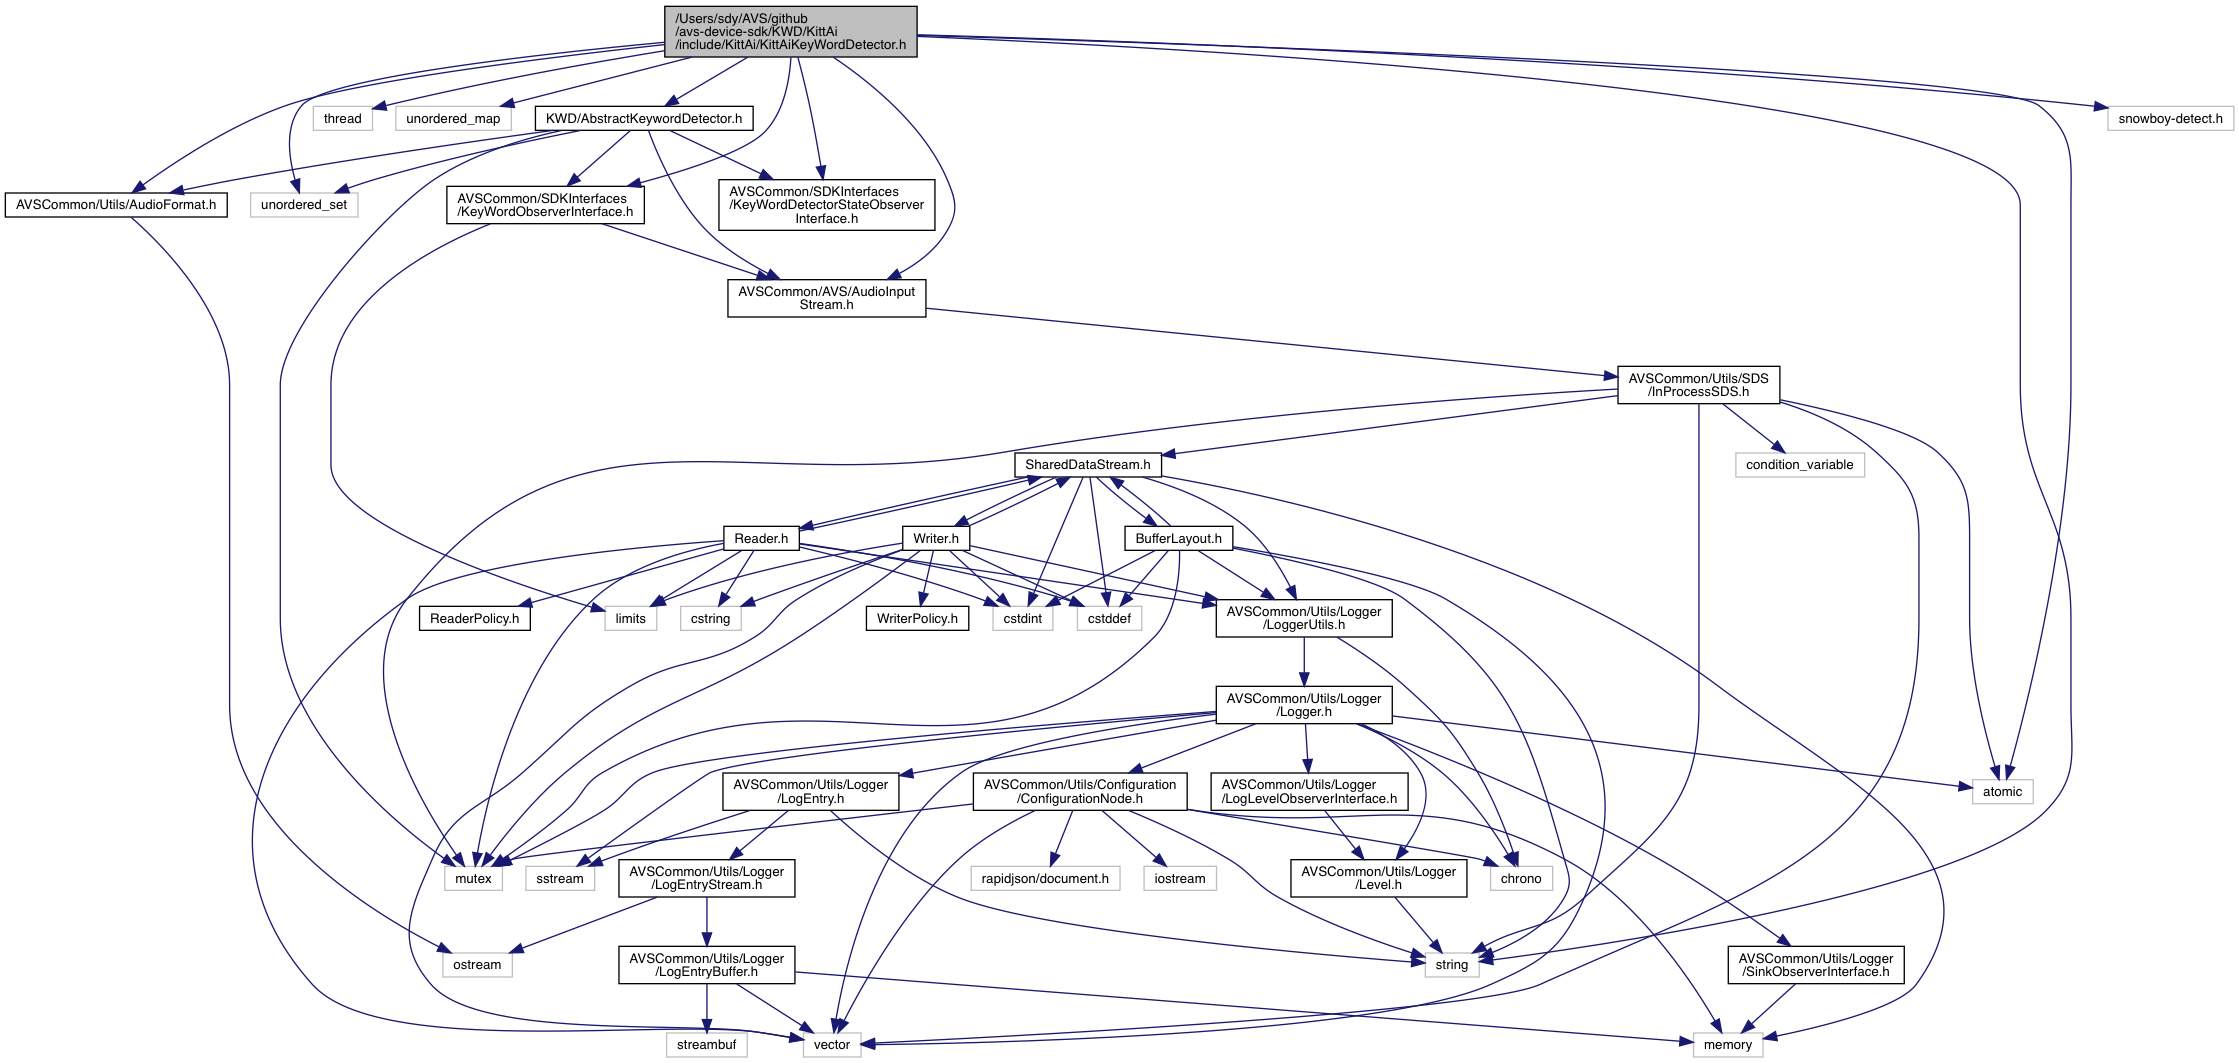 /Users/sdy/AVS/github
/avs-device-sdk/KWD/KittAi
/include/KittAi/KittAiKeyWordDetector.h
thread
unordered_map
KWD/AbstractKeywordDetector.h
snowboy-detect.h
AVSCommon/Utils/AudioFormat.h
unordered_set
AVSCommon/SDKInterfaces
/KeyWordObserverInterface.h
AVSCommon/SDKInterfaces
/KeyWordDetectorStateObserver
Interface.h
AVSCommon/AVS/AudioInput
Stream.h
AVSCommon/Utils/SDS
/InProcessSDS.h
SharedDataStream.h
condition_variable
Reader.h
Writer.h
BufferLayout.h
ReaderPolicy.h
limits
cstring
WriterPolicy.h
cstdint
cstddef
AVSCommon/Utils/Logger
/LoggerUtils.h
AVSCommon/Utils/Logger
/Logger.h
AVSCommon/Utils/Logger
/LogEntry.h
AVSCommon/Utils/Configuration
/ConfigurationNode.h
AVSCommon/Utils/Logger
/LogLevelObserverInterface.h
atomic
mutex
sstream
AVSCommon/Utils/Logger
/LogEntryStream.h
rapidjson/document.h
iostream
AVSCommon/Utils/Logger
/Level.h
chrono
ostream
AVSCommon/Utils/Logger
/LogEntryBuffer.h
string
AVSCommon/Utils/Logger
/SinkObserverInterface.h
streambuf
vector
memory